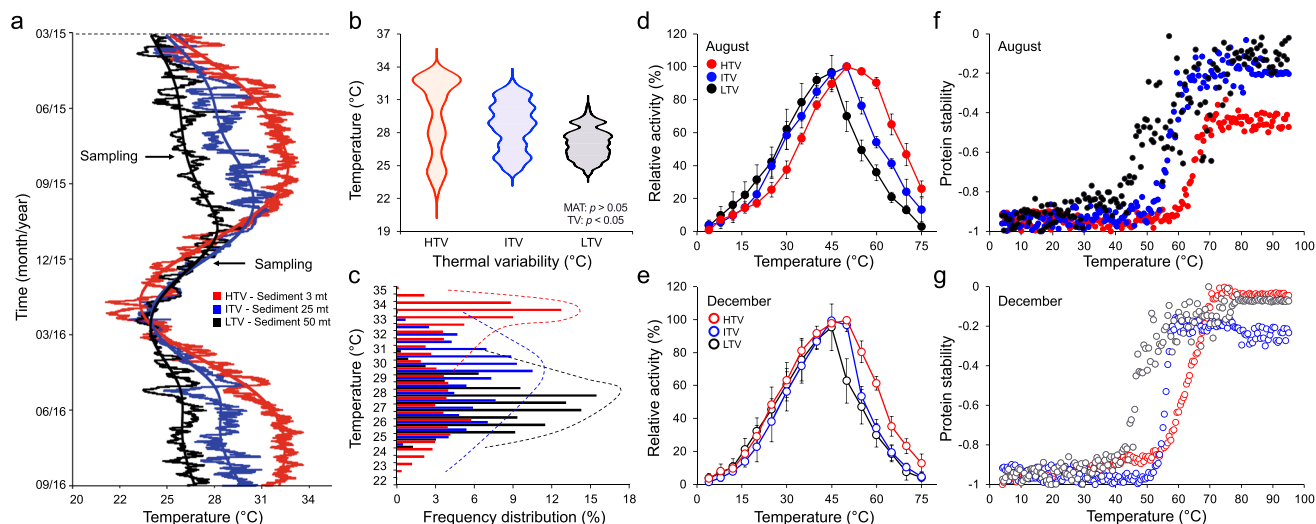 a
03/15
06/15
09/15
12/15
03/16
06/16
09/16
Time (month/year)
Sampling
Sampling
HTV - Sediment 3 mt
ITV - Sediment 25 mt
LTV - Sediment 50 mt
20 22 25 28 31 34
Temperature (°C)
b
37
34
31
28
25
22
19
Temperature (°C)
MAT: p > 0.05
TV: p < 0.05
HTV ITV LTV
Thermal variability (°C)
c
35
34
33
32
31
30
29
28
27
26
25
24
23
22
Temperature (°C)
0 3 6 9 12 15 18
Frequency distribution (%)
d
120
100
80
60
40
20
0
Relative activity (%)
August
HTV
ITV
LTV
0 15 30 45 60 75
Temperature (°C)
e
120
100
80
60
40
20
0
Relative activity (%)
December
HTV
ITV
LTV
0 15 30 45 60 75
Temperature (°C)
f
0
-0.2
-0.4
-0.6
-0.8
-1
Protein stability
August
0 10 20 30 40 50 60 70 80 90 100
Temperature (°C)
g
0
-0.2
-0.4
-0.6
-0.8
-1
Protein stability
December
0 10 20 30 40 50 60 70 80 90 100
Temperature (°C)